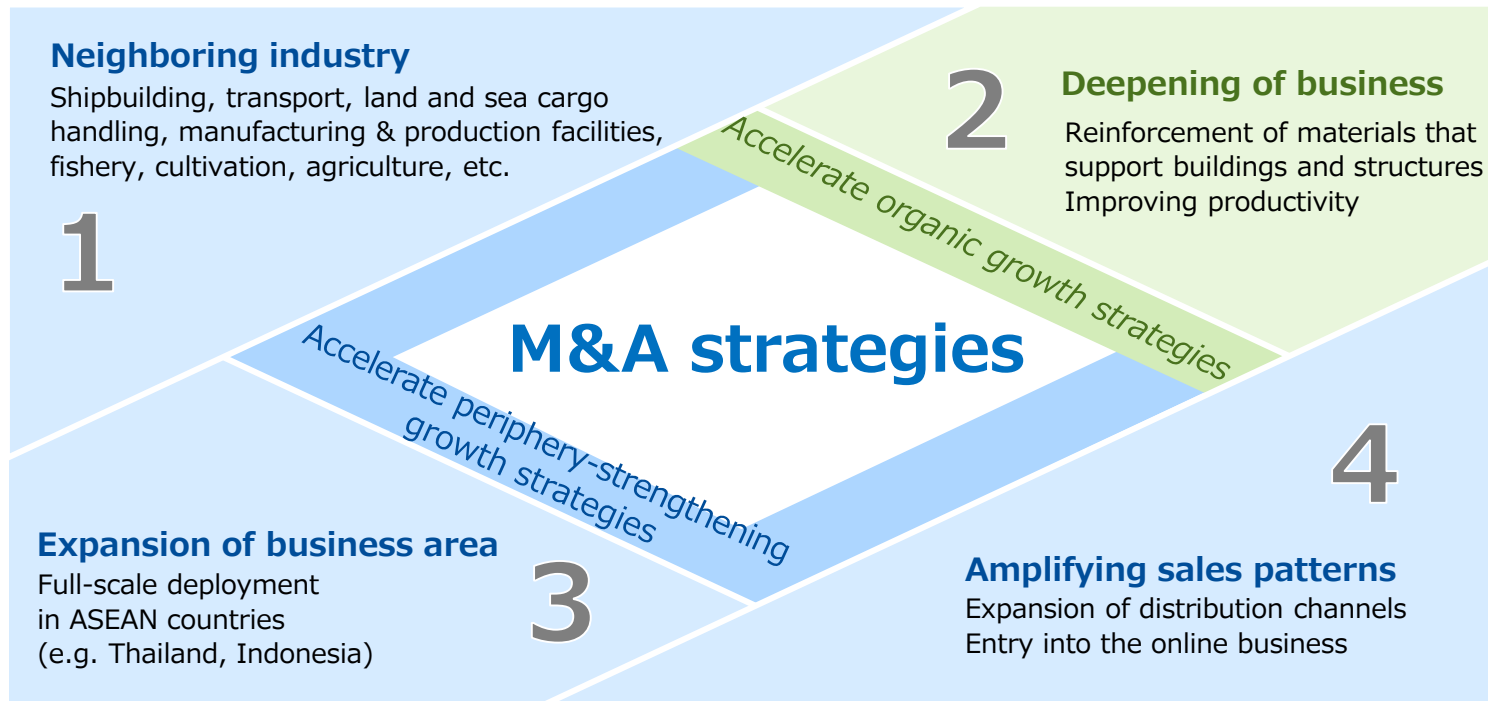 Neighboring industry
Shipbuilding, transport, land and sea cargo
handling, manufacturing & production facilities,
fishery, cultivation, agriculture, etc.
1
2
Deepening of business
Reinforcement of materials that
support buildings and structures
Improving productivity
Accelerate organic growth strategies
M&A strategies
Accelerate periphery-strengthening
growth strategies
Expansion of business area
Full-scale deployment
in ASEAN countries
(e.g. Thailand, Indonesia)
3
4
Amplifying sales patterns
Expansion of distribution channels
Entry into the online business